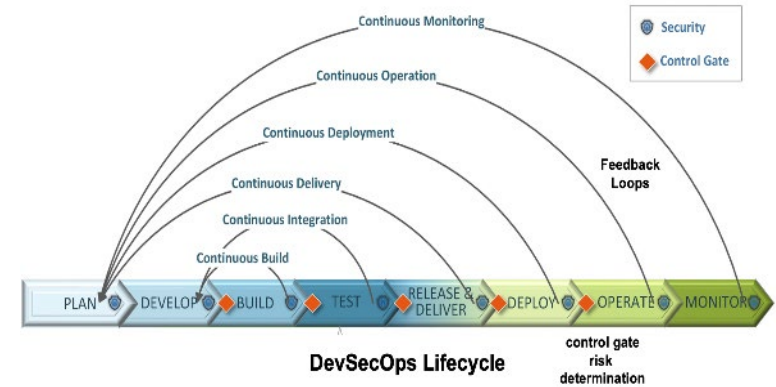 Continuous Monitoring
Security
Control Gate
Continuous Operation
Continuous Deployment
Feedback
Loops
Continuous Delivery
Continuous Integration
Continuous Build
PLAN
DEVELOP
BUILD
TEST
RELEASE &
DELIVER
DEPLOY
OPERATE
MONITOR
DevSecOps Lifecycle
control gate
risk
determination